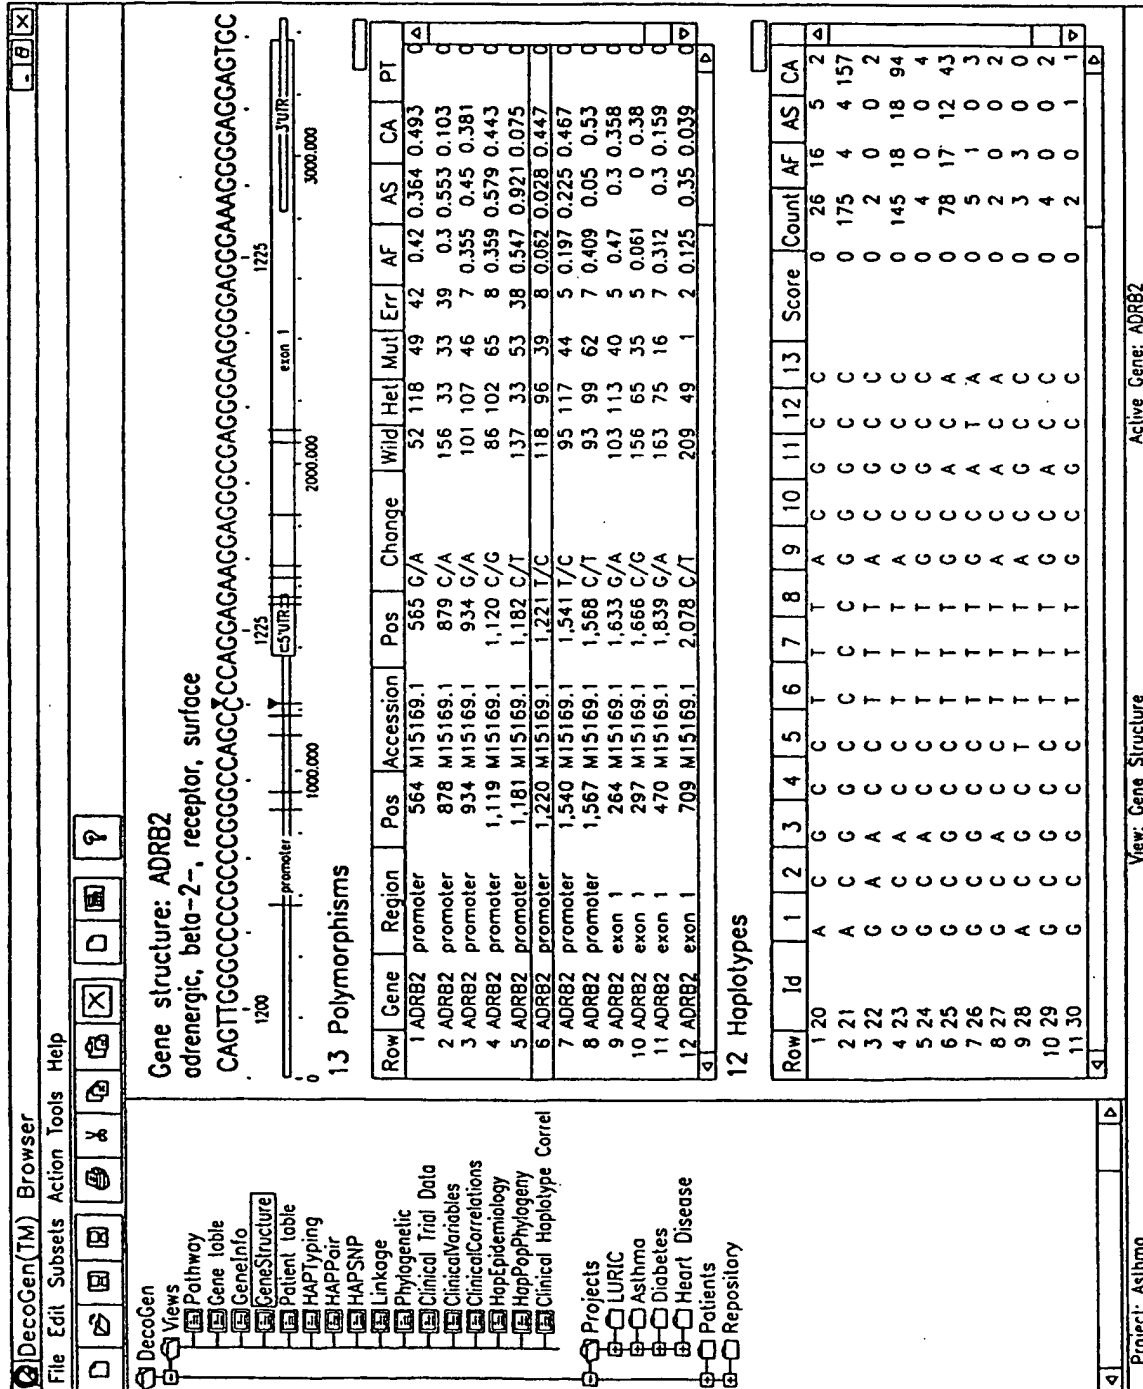 DecoGen(TM) Browser
File Edit Subsets Action Tools Help
?
DecoGen
Views
Pathway
Gene table
GeneInfo
GeneStructure
Patient table
HAPTyping
HAPPair
HAPSNP
Linkage
Phylogenetic
Clinical Trial Data
ClinicalVariables
ClinicalCorrelations
HapEpidemiology
HapPopPhylogeny
Clinical Haplotype Correl
Projects
LURIC
Asthma
Diabetes
Heart Disease
Patients
Repository
Gene structure: ADRB2
adrenergic, beta-2-, receptor, surface
1200 1225 1225
promoter 5'UTR exon 1 3'UTR
0 1000.000 2000.000 3000.000
13 Polymorphisms
Row Gene Region Pos Accession Pos Change Wild Het Mut Err AF AS CA PT
1 ADRB2 promoter 564 M15169.1 565 G/A 52 118 49 42 0.42 0.364 0.493 0
2 ADRB2 promoter 878 M15169.1 879 C/A 156 33 33 39 0.3 0.553 0.103 0
3 ADRB2 promoter 934 M15169.1 934 G/A 101 107 46 7 0.355 0.45 0.381 0
4 ADRB2 promoter 1,119 M15169.1 1,120 C/G 86 102 65 8 0.359 0.579 0.443 0
5 ADRB2 promoter 1,181 M15169.1 1,182 C/T 137 33 53 38 0.547 0.921 0.075 0
6 ADRB2 promoter 1,220 M15169.1 1,221 T/C 118 96 39 8 0.062 0.028 0.447 0
7 ADRB2 promoter 1,540 M15169.1 1,541 T/C 95 117 44 5 0.197 0.225 0.467 0
8 ADRB2 promoter 1,567 M15169.1 1,568 C/T 93 99 62 7 0.409 0.05 0.53 0
9 ADRB2 exon 1 264 M15169.1 1,633 G/A 103 113 40 5 0.47 0.3 0.358 0
10 ADRB2 exon 1 297 M15169.1 1,666 C/G 156 65 35 5 0.061 0 0.38 0
11 ADRB2 exon 1 470 M15169.1 1,839 G/A 163 75 16 7 0.312 0.3 0.159 0
12 ADRB2 exon 1 709 M15169.1 2,078 C/T 209 49 1 2 0.125 0.35 0.039 0
12 Haplotypes
Row Id 1 2 3 4 5 6 7 8 9 10 11 12 13 Score Count AF AS CA
1 20 A C G C C T T T A C G C C 0 26 16 5 2
2 21 A C G C C C C C G G G C C 0 175 4 4 157
3 22 G A A C C T T T A C G C C 0 2 0 0 2
4 23 G C A C C T T T A C G C C 0 145 18 18 94
5 24 G C A C C T T T G C G C C 0 4 0 0 4
6 25 G C G C C T T T G C A C A 0 78 17 12 43
7 26 G C G C C T T T G C A T A 0 5 1 0 3
8 27 G C A C C T T T A C A C A 0 2 0 0 2
9 28 A C G C T T T T A C G C C 0 3 3 0 0
10 29 G C C C C T T T G C A C C 0 4 0 0 2
11 30 G C G C C T T T G C G C C 0 2 0 1 1
Project: Asthma View: Gene Structure Active Gene: ADRB2